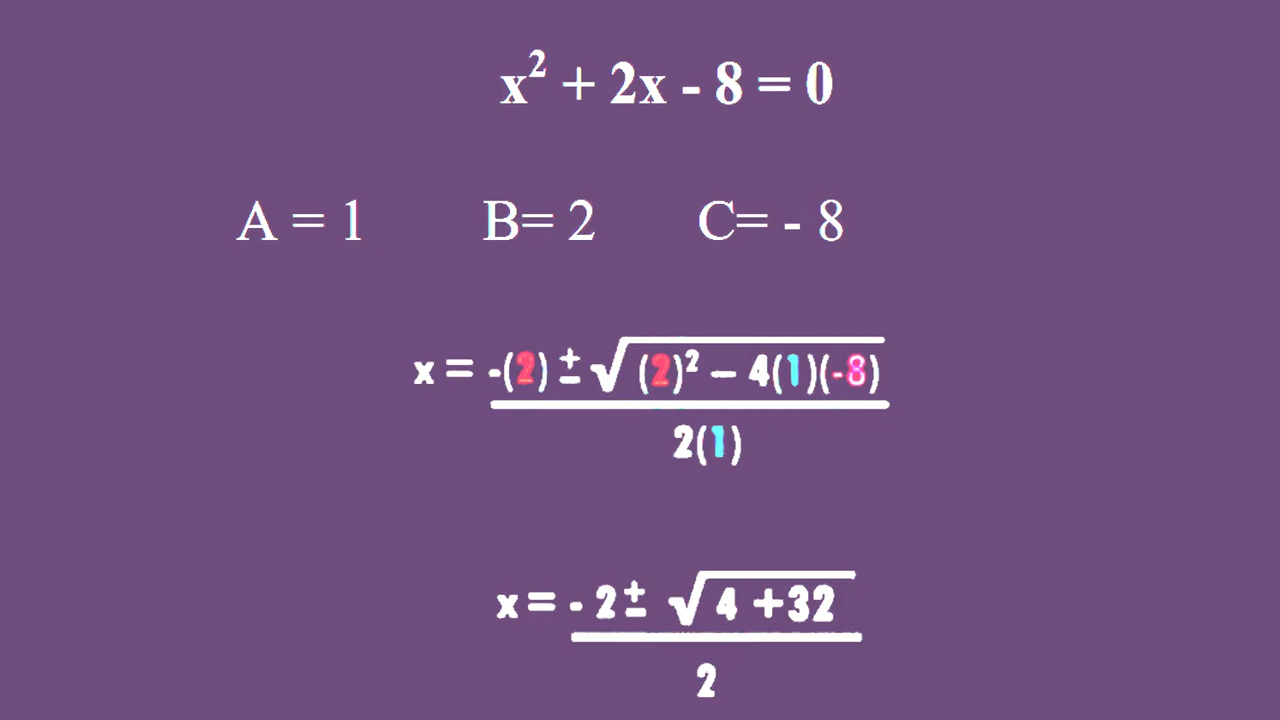 x² + 2x - 8 = 0
A = 1 B= 2 C= - 8
x = -(2) ± √(2)² – 4(1)(-8)
2(1)
x = - 2 ± √4 +32
2